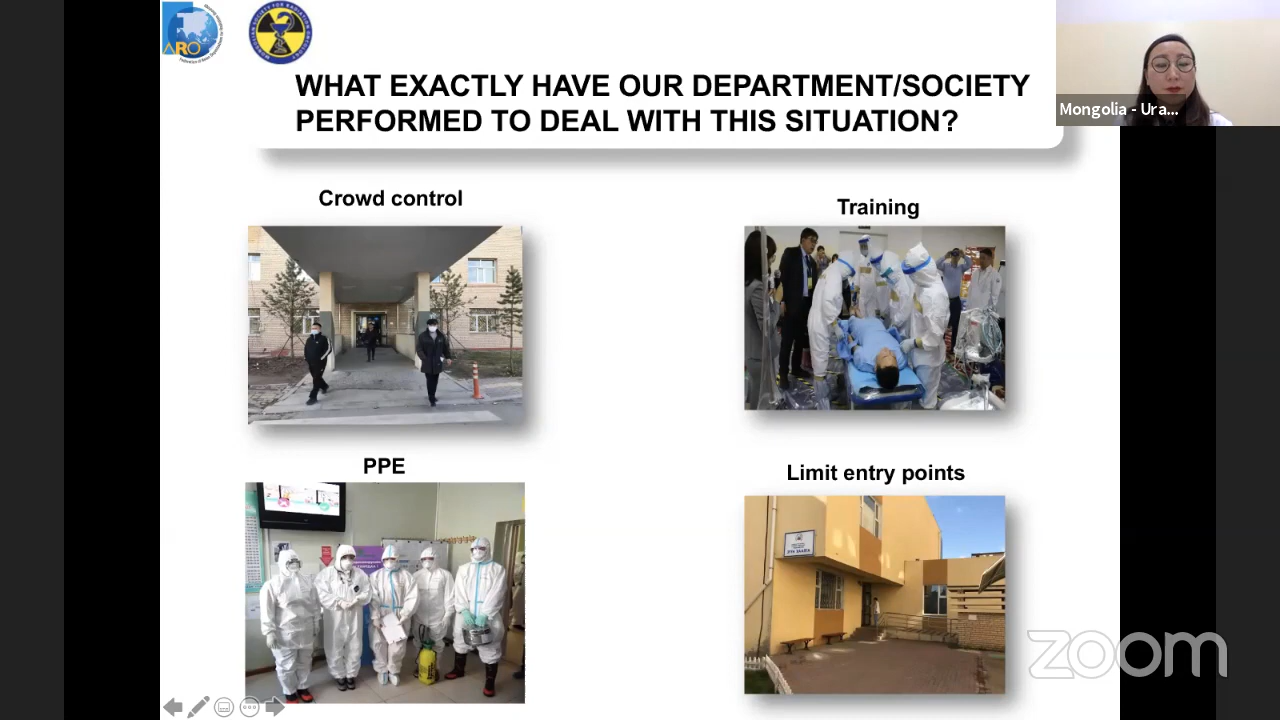 ARO
WHAT EXACTLY HAVE OUR DEPARTMENT/SOCIETY
PERFORMED TO DEAL WITH THIS SITUATION?
Mongolia - Ura...
Crowd control
Training
PPE
Limit entry points
zoom